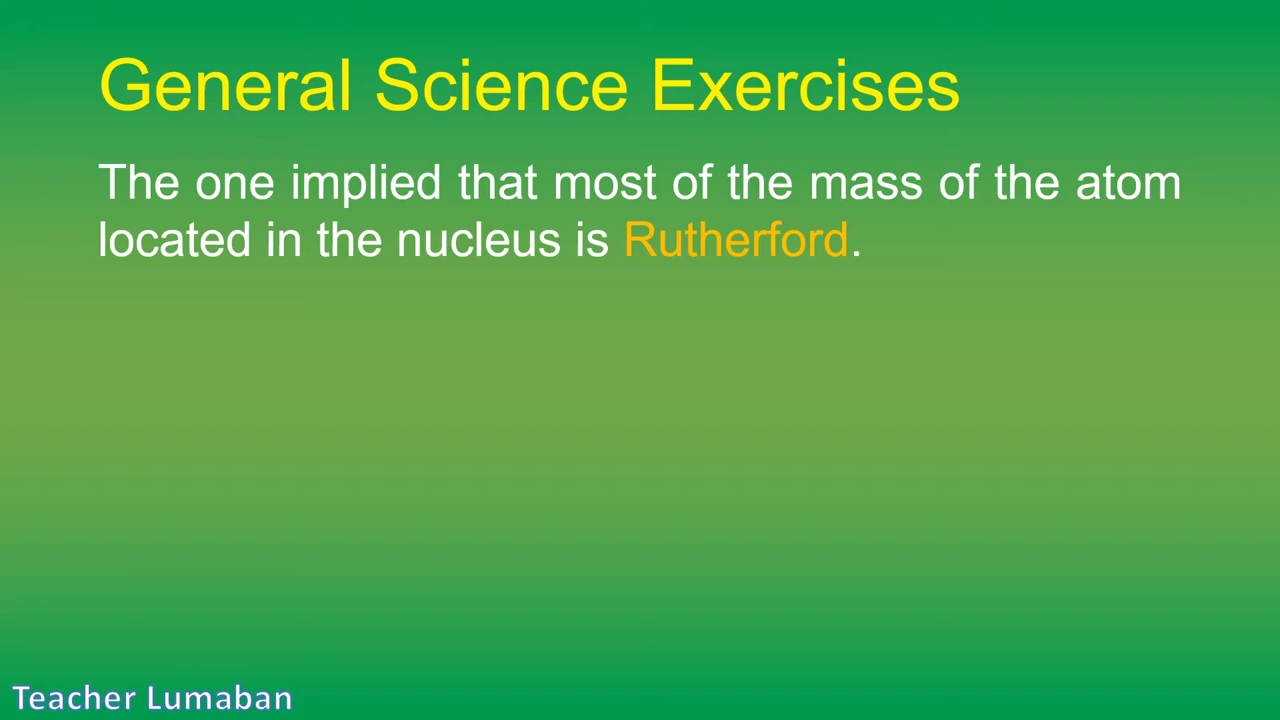 General Science Exercises
The one implied that most of the mass of the atom
located in the nucleus is Rutherford.
Teacher Lumaban